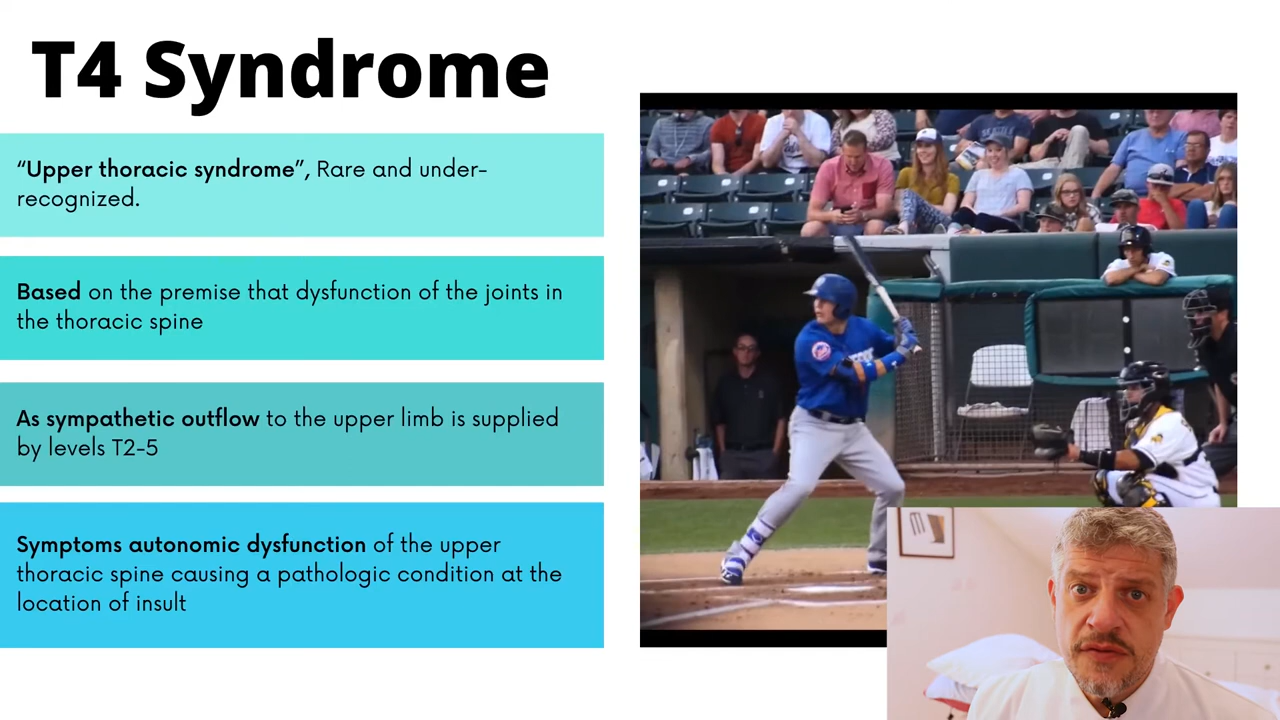 T4 Syndrome
“Upper thoracic syndrome”, Rare and under-
recognized.
Based on the premise that dysfunction of the joints in
the thoracic spine
As sympathetic outflow to the upper limb is supplied
by levels T2-5
Symptoms autonomic dysfunction of the upper
thoracic spine causing a pathologic condition at the
location of insult